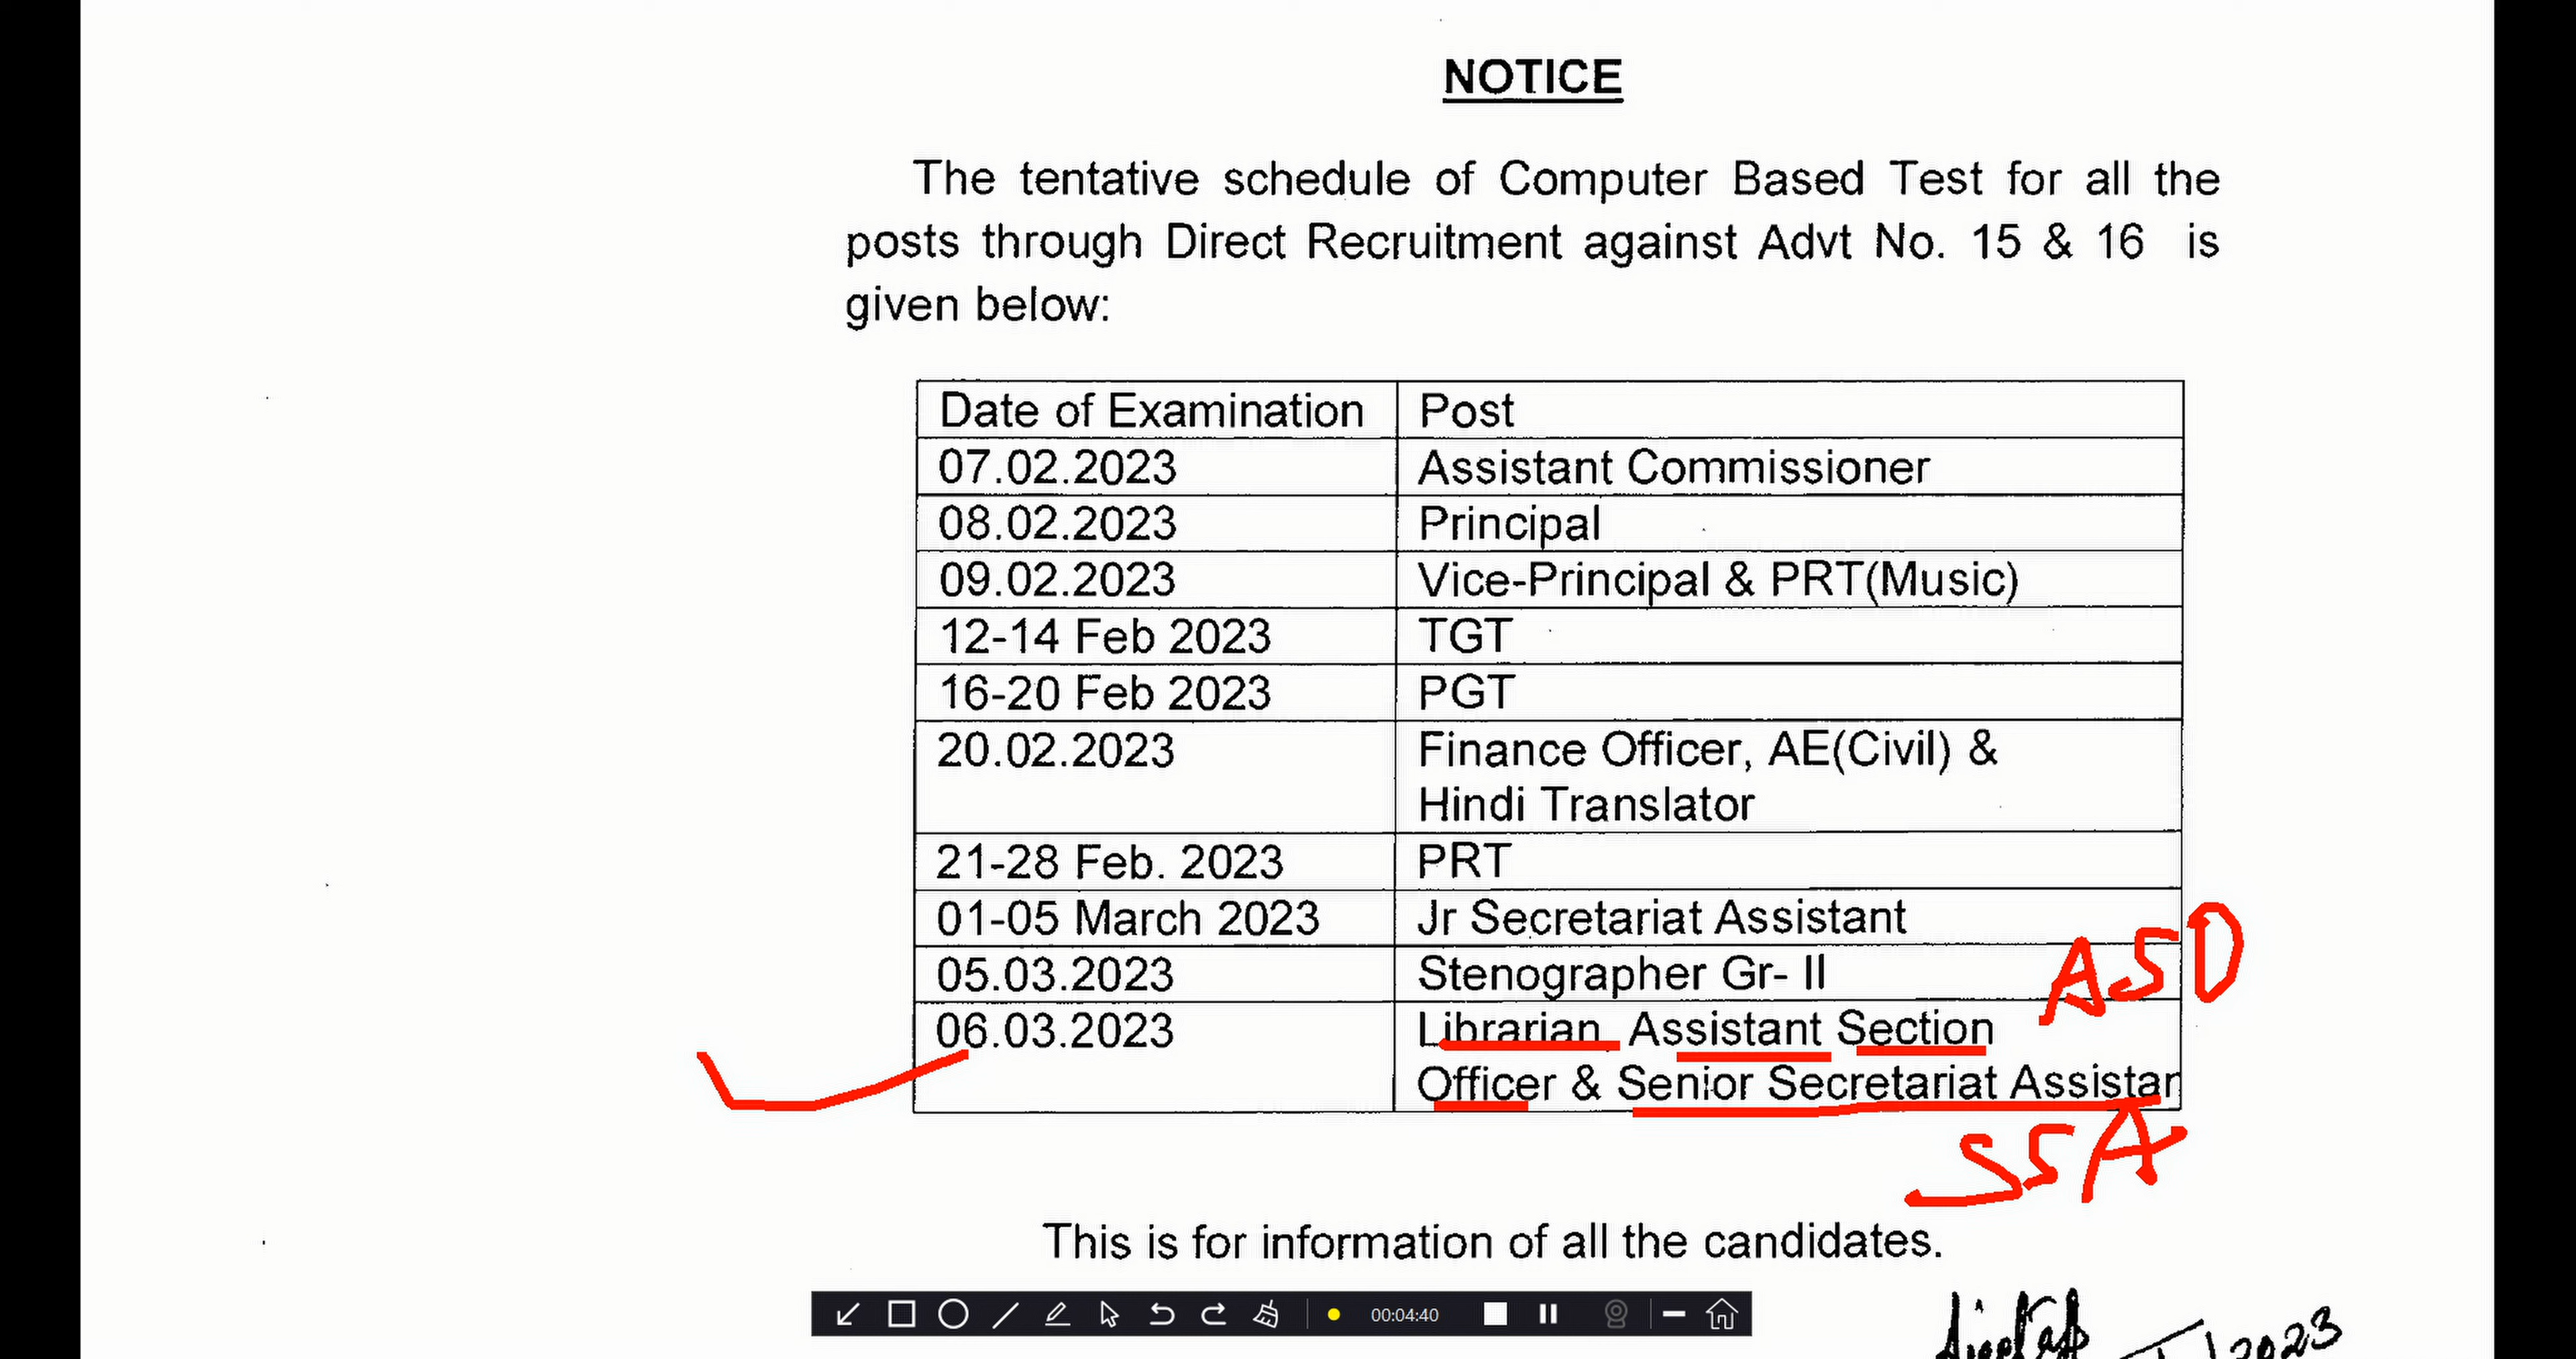 NOTICE
The tentative schedule of Computer Based Test for all the
posts through Direct Recruitment against Advt No. 15 & 16 is
given below:
Date of Examination Post
07.02.2023 Assistant Commissioner
08.02.2023 Principal
09.02.2023 Vice-Principal & PRT(Music)
12-14 Feb 2023 TGT
16-20 Feb 2023 PGT
20.02.2023 Finance Officer, AE(Civil) &
Hindi Translator
21-28 Feb. 2023 PRT
01-05 March 2023 Jr Secretariat Assistant
05.03.2023 Stenographer Gr- II
ASO
06.03.2023 Librarian Assistant Section
Officer & Senior Secretariat Assistan
SSA
This is for information of all the candidates.
00:04:40
2023